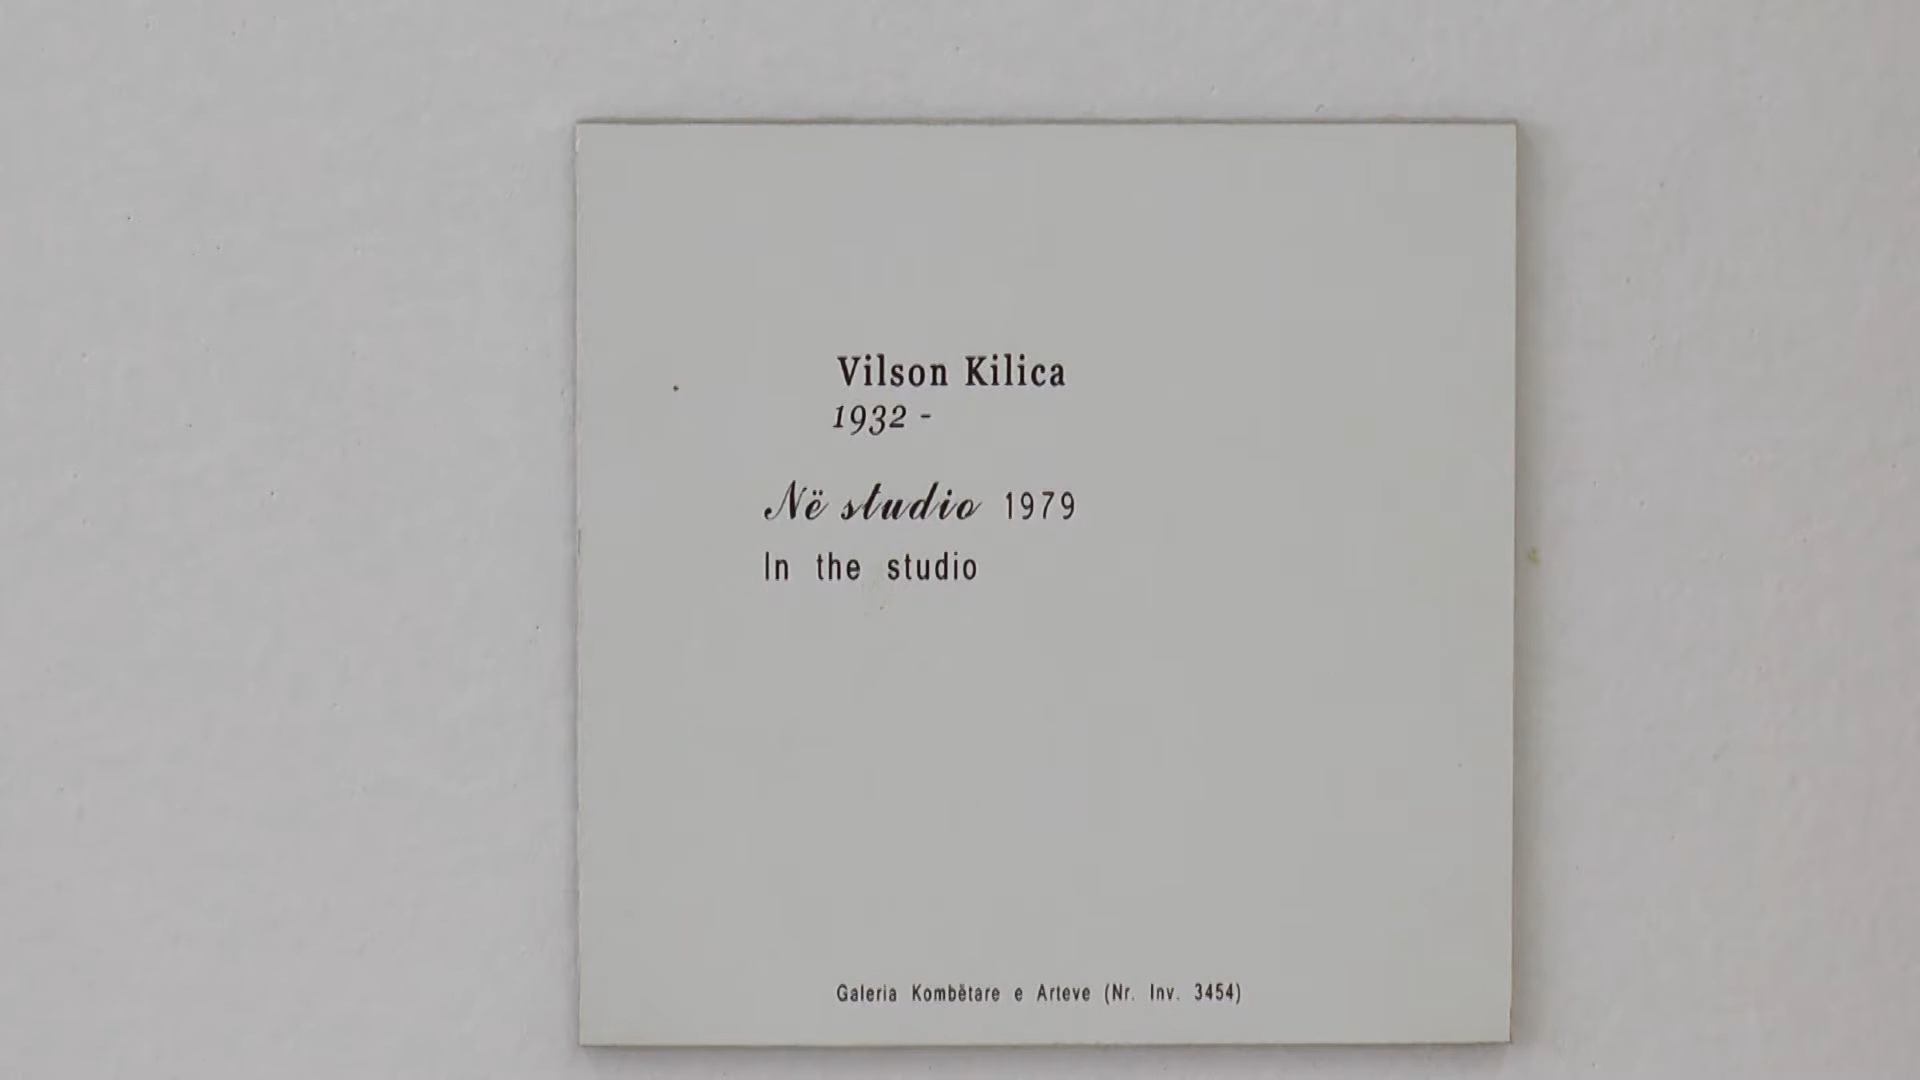 Vilson Kilica
1932 -
Në studio 1979
In the studio
Galeria Kombëtare e Arteve (Nr. Inv. 3454)